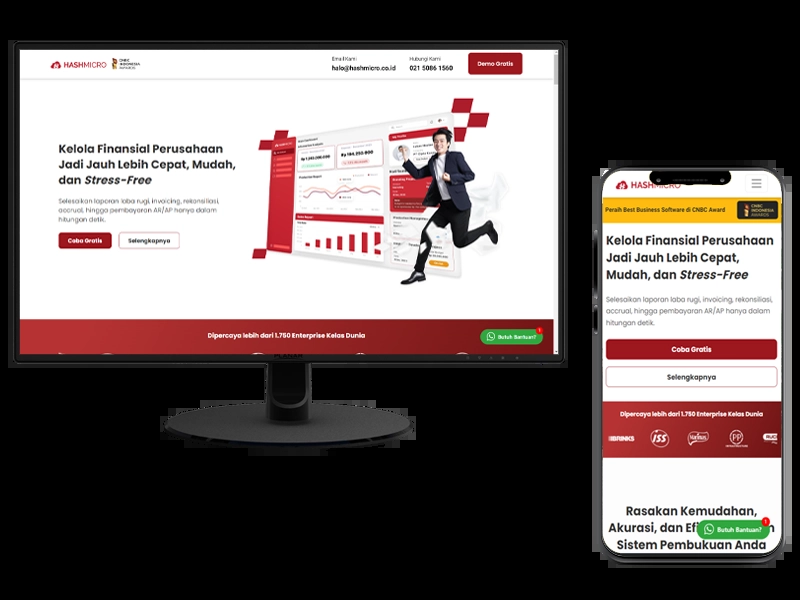 HASHMICRO
CNBC
INDONESIA
AWARDS
Email Kami
halo@hashmicro.co.id
Hubungi Kami
021 5086 1560
Demo Gratis
Kelola Finansial Perusahaan
Jadi Jauh Lebih Cepat, Mudah,
dan Stress-Free
Selesaikan laporan laba rugi, invoicing, rekonsiliasi,
accrual, hingga pembayaran AR/AP hanya dalam
hitungan detik.
Coba Gratis
Selengkapnya
Dipercaya lebih dari 1.750 Enterprise Kelas Dunia
Butuh Bantuan?
1
HASHMICRO
Peraih Best Business Software di CNBC Award
CNBC
INDONESIA
AWARDS
Kelola Finansial Perusahaan
Jadi Jauh Lebih Cepat,
Mudah, dan Stress-Free
Selesaikan laporan laba rugi, invoicing, rekonsiliasi,
accrual, hingga pembayaran AR/AP hanya dalam
hitungan detik.
Coba Gratis
Selengkapnya
Dipercaya lebih dari 1.750 Enterprise Kelas Dunia
BRINKS
ISS
PP
Rasakan Kemudahan,
Akurasi, dan
Sistem Pembukuan Anda
Butuh Bantuan?
1